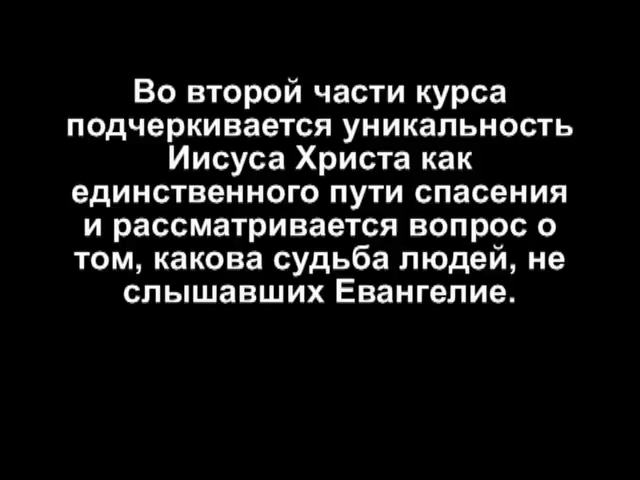 Во второй части курса
подчеркивается уникальность
Иисуса Христа как
единственного пути спасения
и рассматривается вопрос о
том, какова судьба людей, не
слышавших Евангелие.